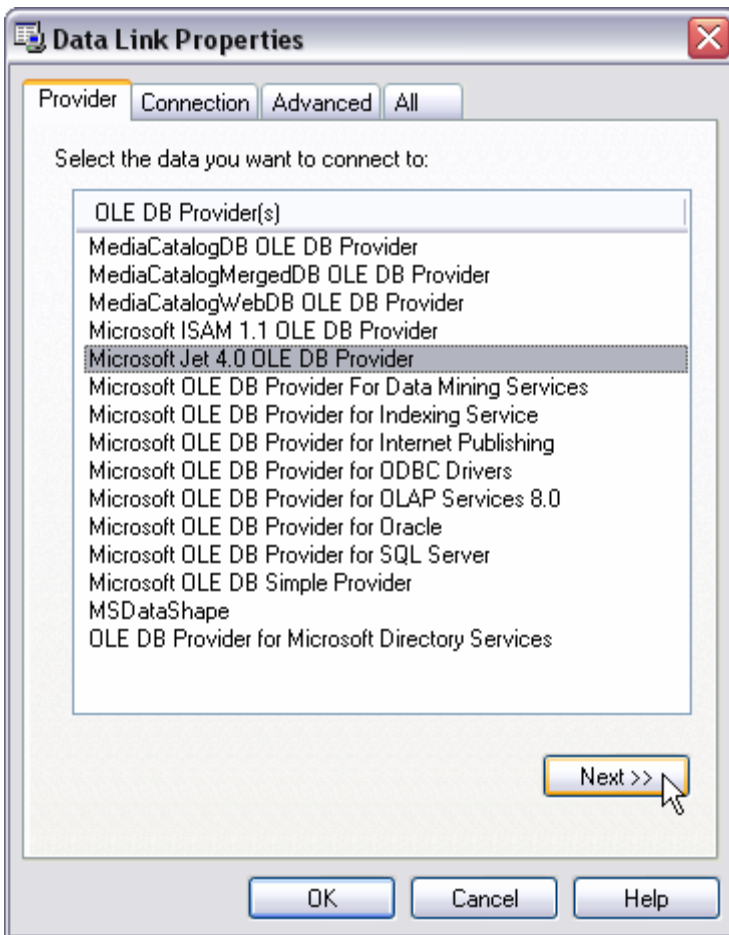 Data Link Properties
Provider Connection Advanced All
Select the data you want to connect to:
OLE DB Provider(s)
MediaCatalogDB OLE DB Provider
MediaCatalogMergedDB OLE DB Provider
MediaCatalogWebDB OLE DB Provider
Microsoft ISAM 1.1 OLE DB Provider
Microsoft Jet 4.0 OLE DB Provider
Microsoft OLE DB Provider For Data Mining Services
Microsoft OLE DB Provider for Indexing Service
Microsoft OLE DB Provider for Internet Publishing
Microsoft OLE DB Provider for ODBC Drivers
Microsoft OLE DB Provider for OLAP Services 8.0
Microsoft OLE DB Provider for Oracle
Microsoft OLE DB Provider for SQL Server
Microsoft OLE DB Simple Provider
MSDataShape
OLE DB Provider for Microsoft Directory Services
Next >>
OK Cancel Help